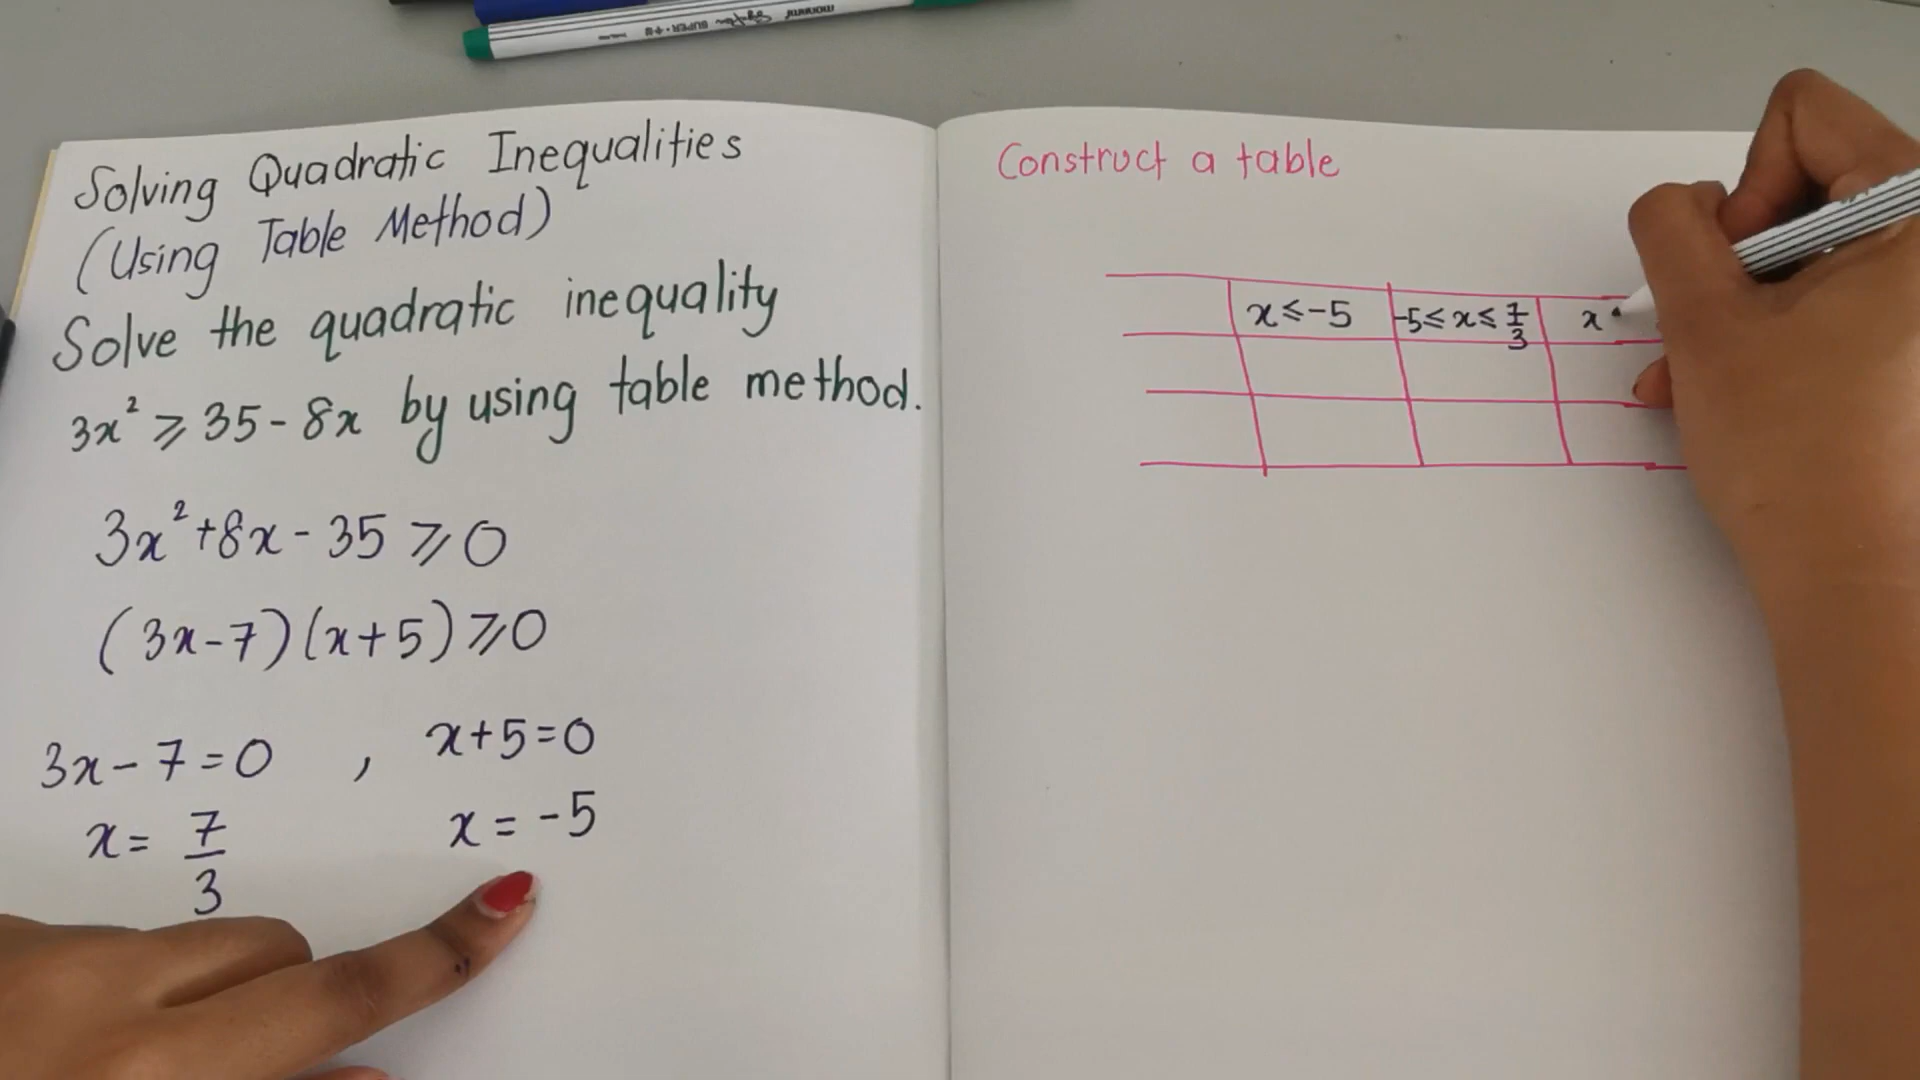 Solving Quadratic Inequalities
(Using Table Method)
Solve the quadratic inequality
3x² ⩾ 35 - 8x by using table method.
3x² + 8x - 35 ⩾ 0
(3x - 7)(x + 5) ⩾ 0
3x - 7 = 0 , x + 5 = 0
x = 7/3 x = -5
Construct a table
x ≤ -5 -5 ≤ x ≤ 7/3 x